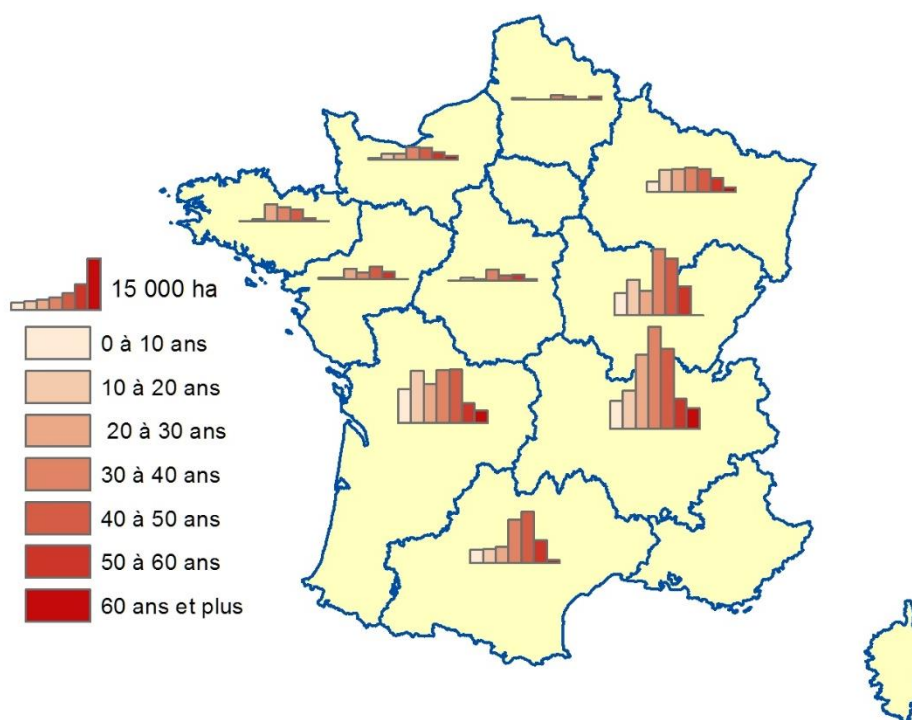 15 000 ha
0 à 10 ans
10 à 20 ans
20 à 30 ans
30 à 40 ans
40 à 50 ans
50 à 60 ans
60 ans et plus